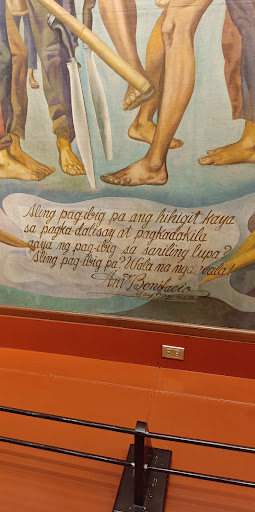 Aling pag-ibig pa ang hihigit kaya
sa pagka-dalisay at pagkadakila
gaya ng pag-ibig sa sariling lupa?
Aling pag-ibig pa? Wala na nga, wala!
And. Bonifacio